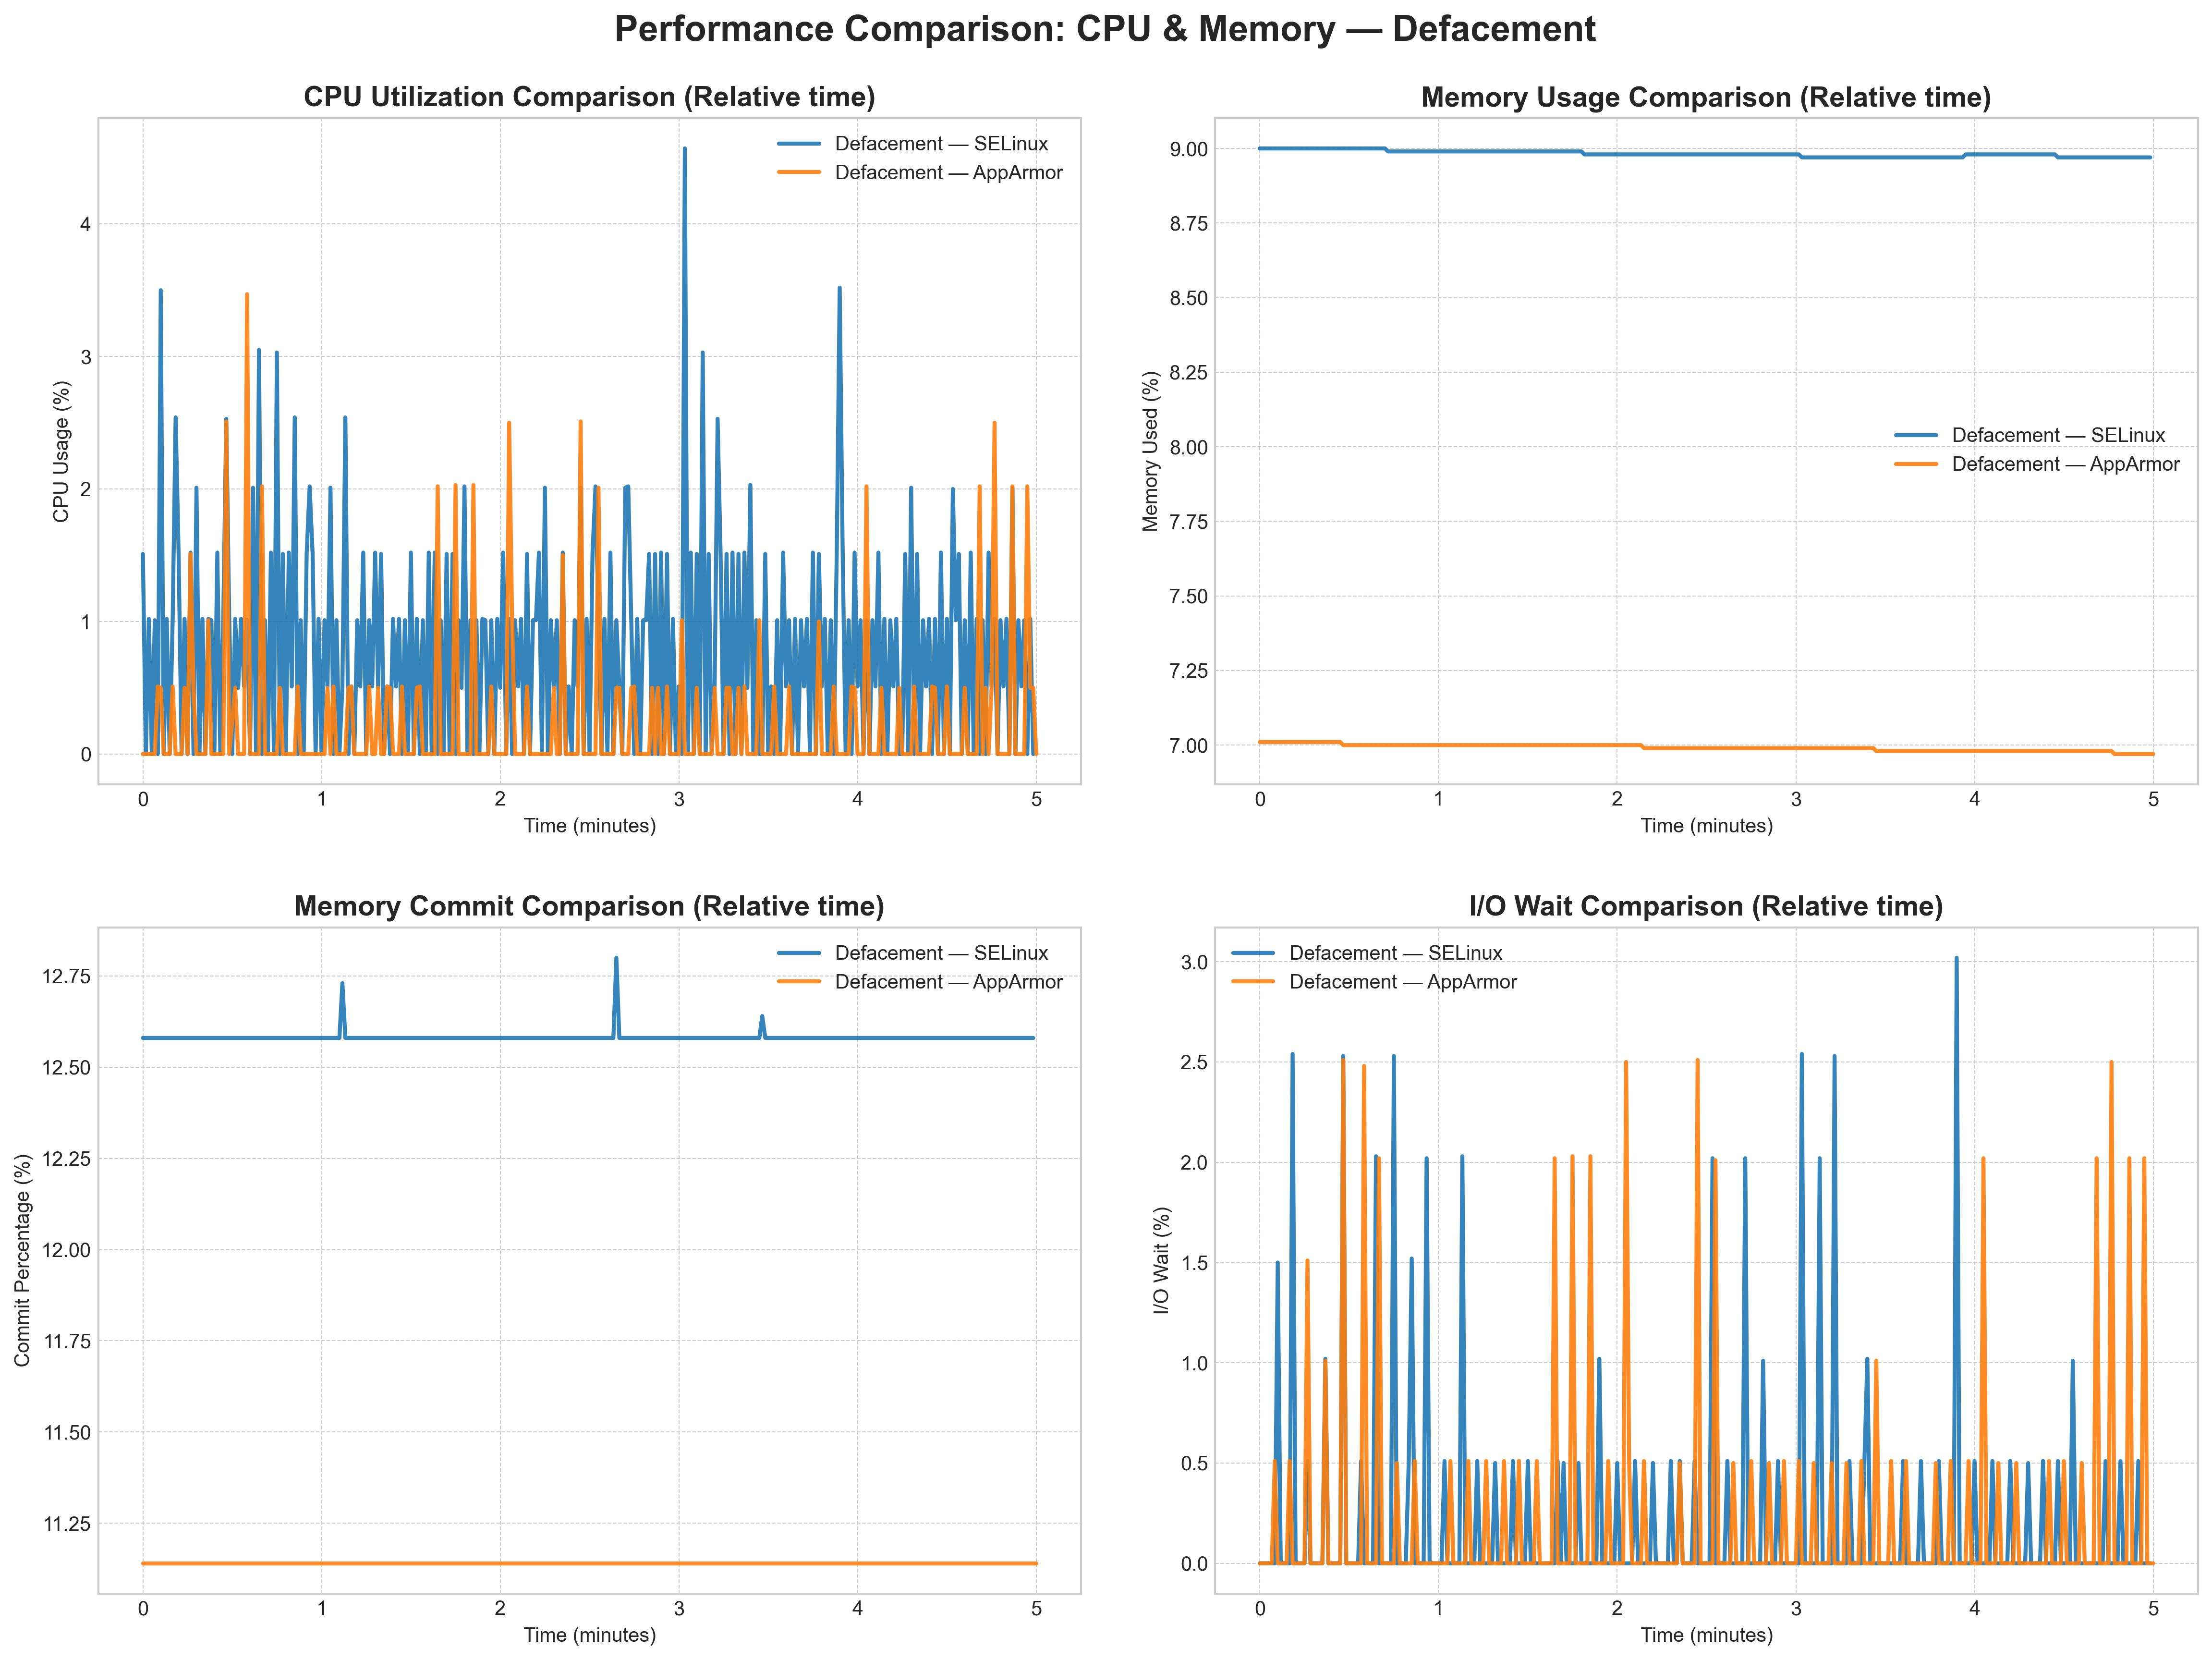 Performance Comparison: CPU & Memory — Defacement
CPU Utilization Comparison (Relative time)
Defacement — SELinux
Defacement — AppArmor
CPU Usage (%)
4
3
2
1
0
0 1 2 3 4 5
Time (minutes)
Memory Usage Comparison (Relative time)
Defacement — SELinux
Defacement — AppArmor
Memory Used (%)
9.00
8.75
8.50
8.25
8.00
7.75
7.50
7.25
7.00
0 1 2 3 4 5
Time (minutes)
Memory Commit Comparison (Relative time)
Defacement — SELinux
Defacement — AppArmor
Commit Percentage (%)
12.75
12.50
12.25
12.00
11.75
11.50
11.25
0 1 2 3 4 5
Time (minutes)
I/O Wait Comparison (Relative time)
Defacement — SELinux
Defacement — AppArmor
I/O Wait (%)
3.0
2.5
2.0
1.5
1.0
0.5
0.0
0 1 2 3 4 5
Time (minutes)